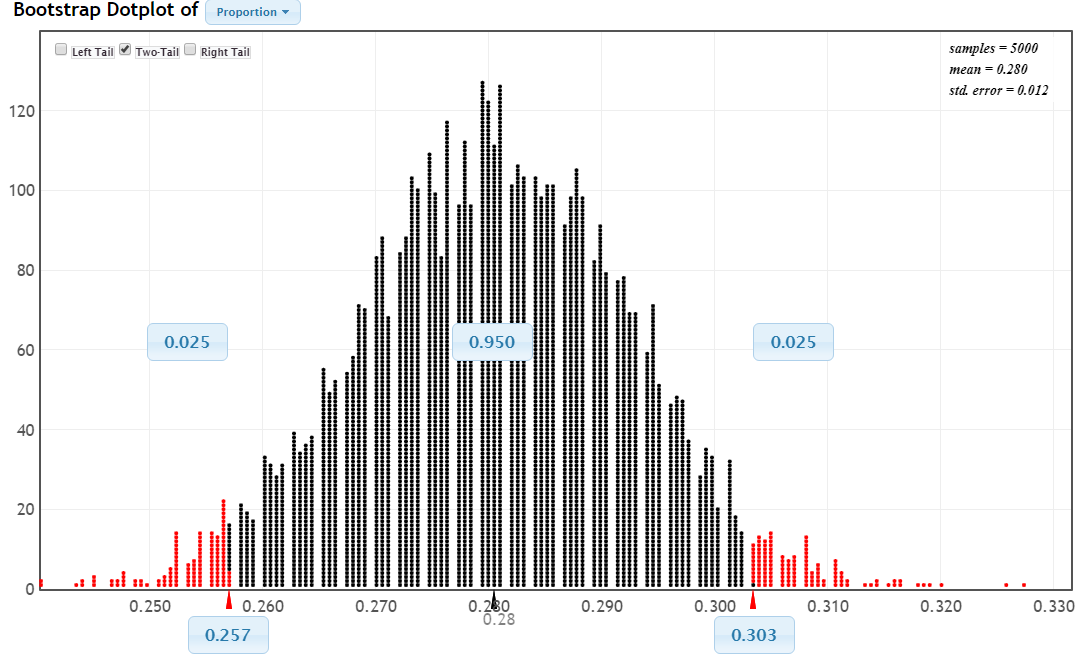 Bootstrap Dotplot of Proportion
Left Tail Two-Tail Right Tail
samples = 5000
mean = 0.280
std. error = 0.012
120
100
80
60
40
20
0
0.025
0.950
0.025
0.250 0.260 0.270 0.280 0.290 0.300 0.310 0.320 0.330
0.28
0.257
0.303